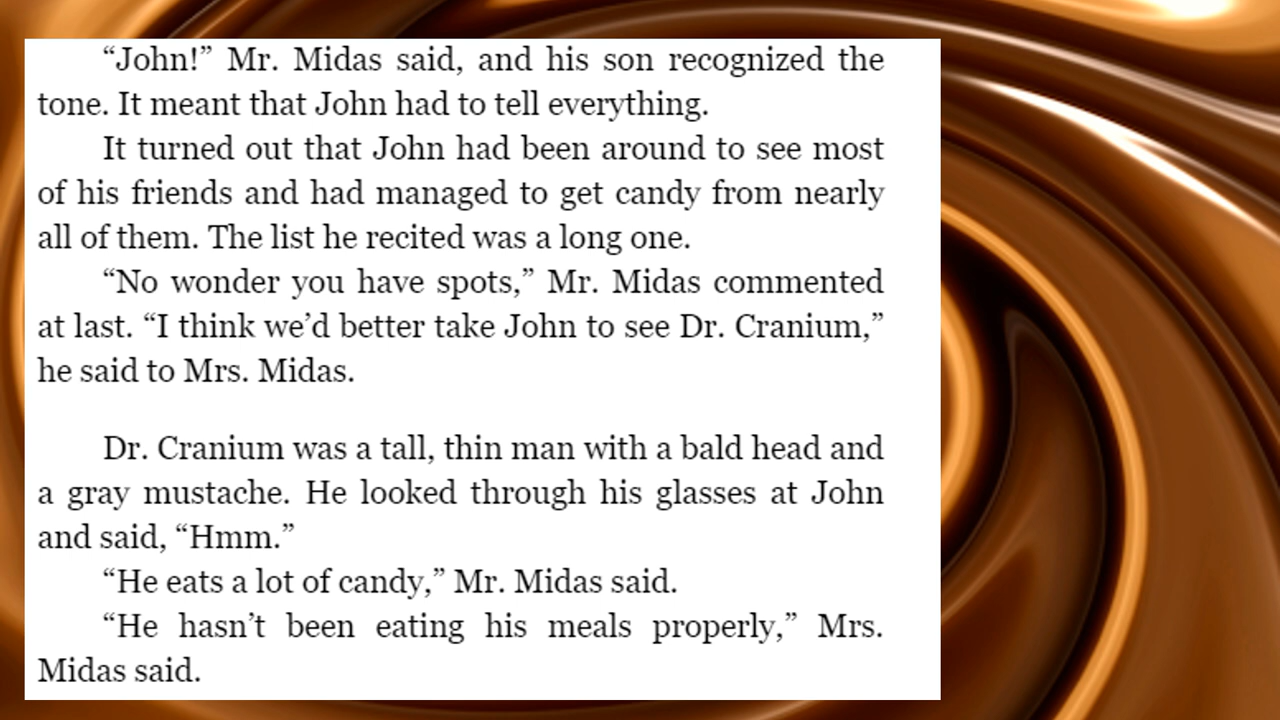 “John!” Mr. Midas said, and his son recognized the
tone. It meant that John had to tell everything.
It turned out that John had been around to see most
of his friends and had managed to get candy from nearly
all of them. The list he recited was a long one.
“No wonder you have spots,” Mr. Midas commented
at last. “I think we’d better take John to see Dr. Cranium,”
he said to Mrs. Midas.
Dr. Cranium was a tall, thin man with a bald head and
a gray mustache. He looked through his glasses at John
and said, “Hmm.”
“He eats a lot of candy,” Mr. Midas said.
“He hasn’t been eating his meals properly,” Mrs.
Midas said.